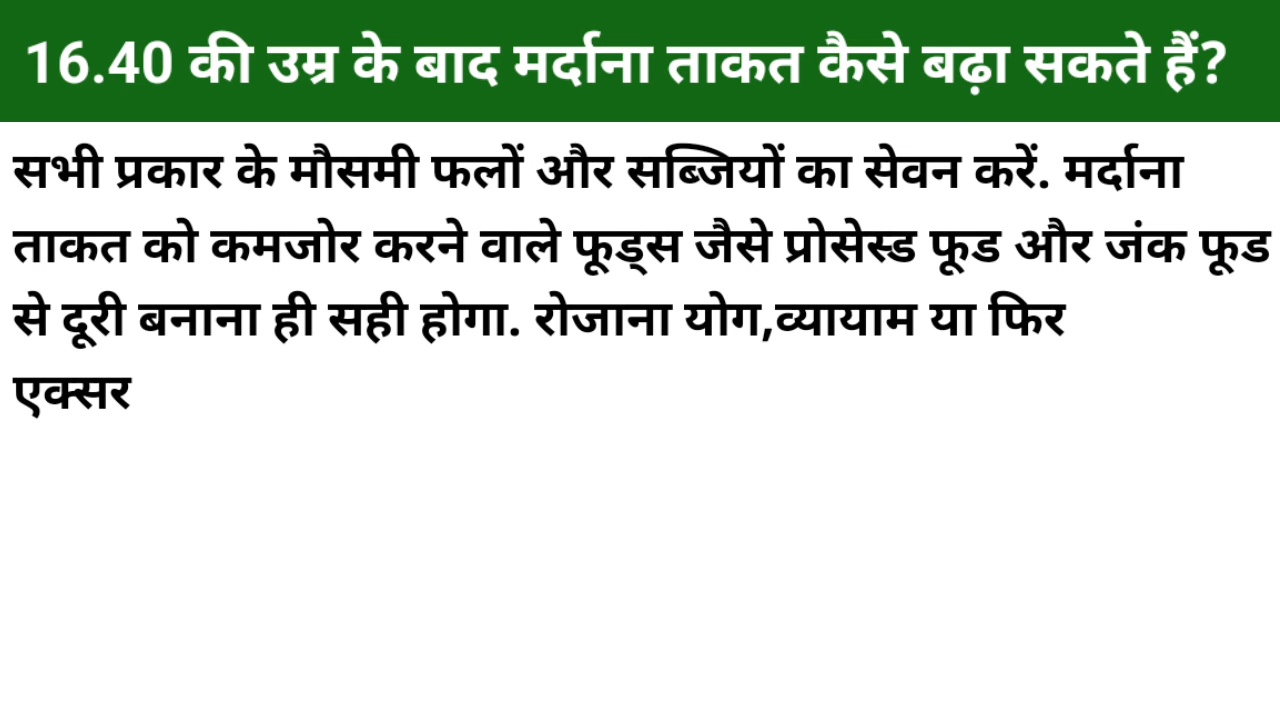 16.40 की उम्र के बाद मर्दाना ताकत कैसे बढ़ा सकते हैं?
सभी प्रकार के मौसमी फलों और सब्जियों का सेवन करें. मर्दाना
ताकत को कमजोर करने वाले फूड्स जैसे प्रोसेस्ड फूड और जंक फूड
से दूरी बनाना ही सही होगा. रोजाना योग,व्यायाम या फिर
एक्सर